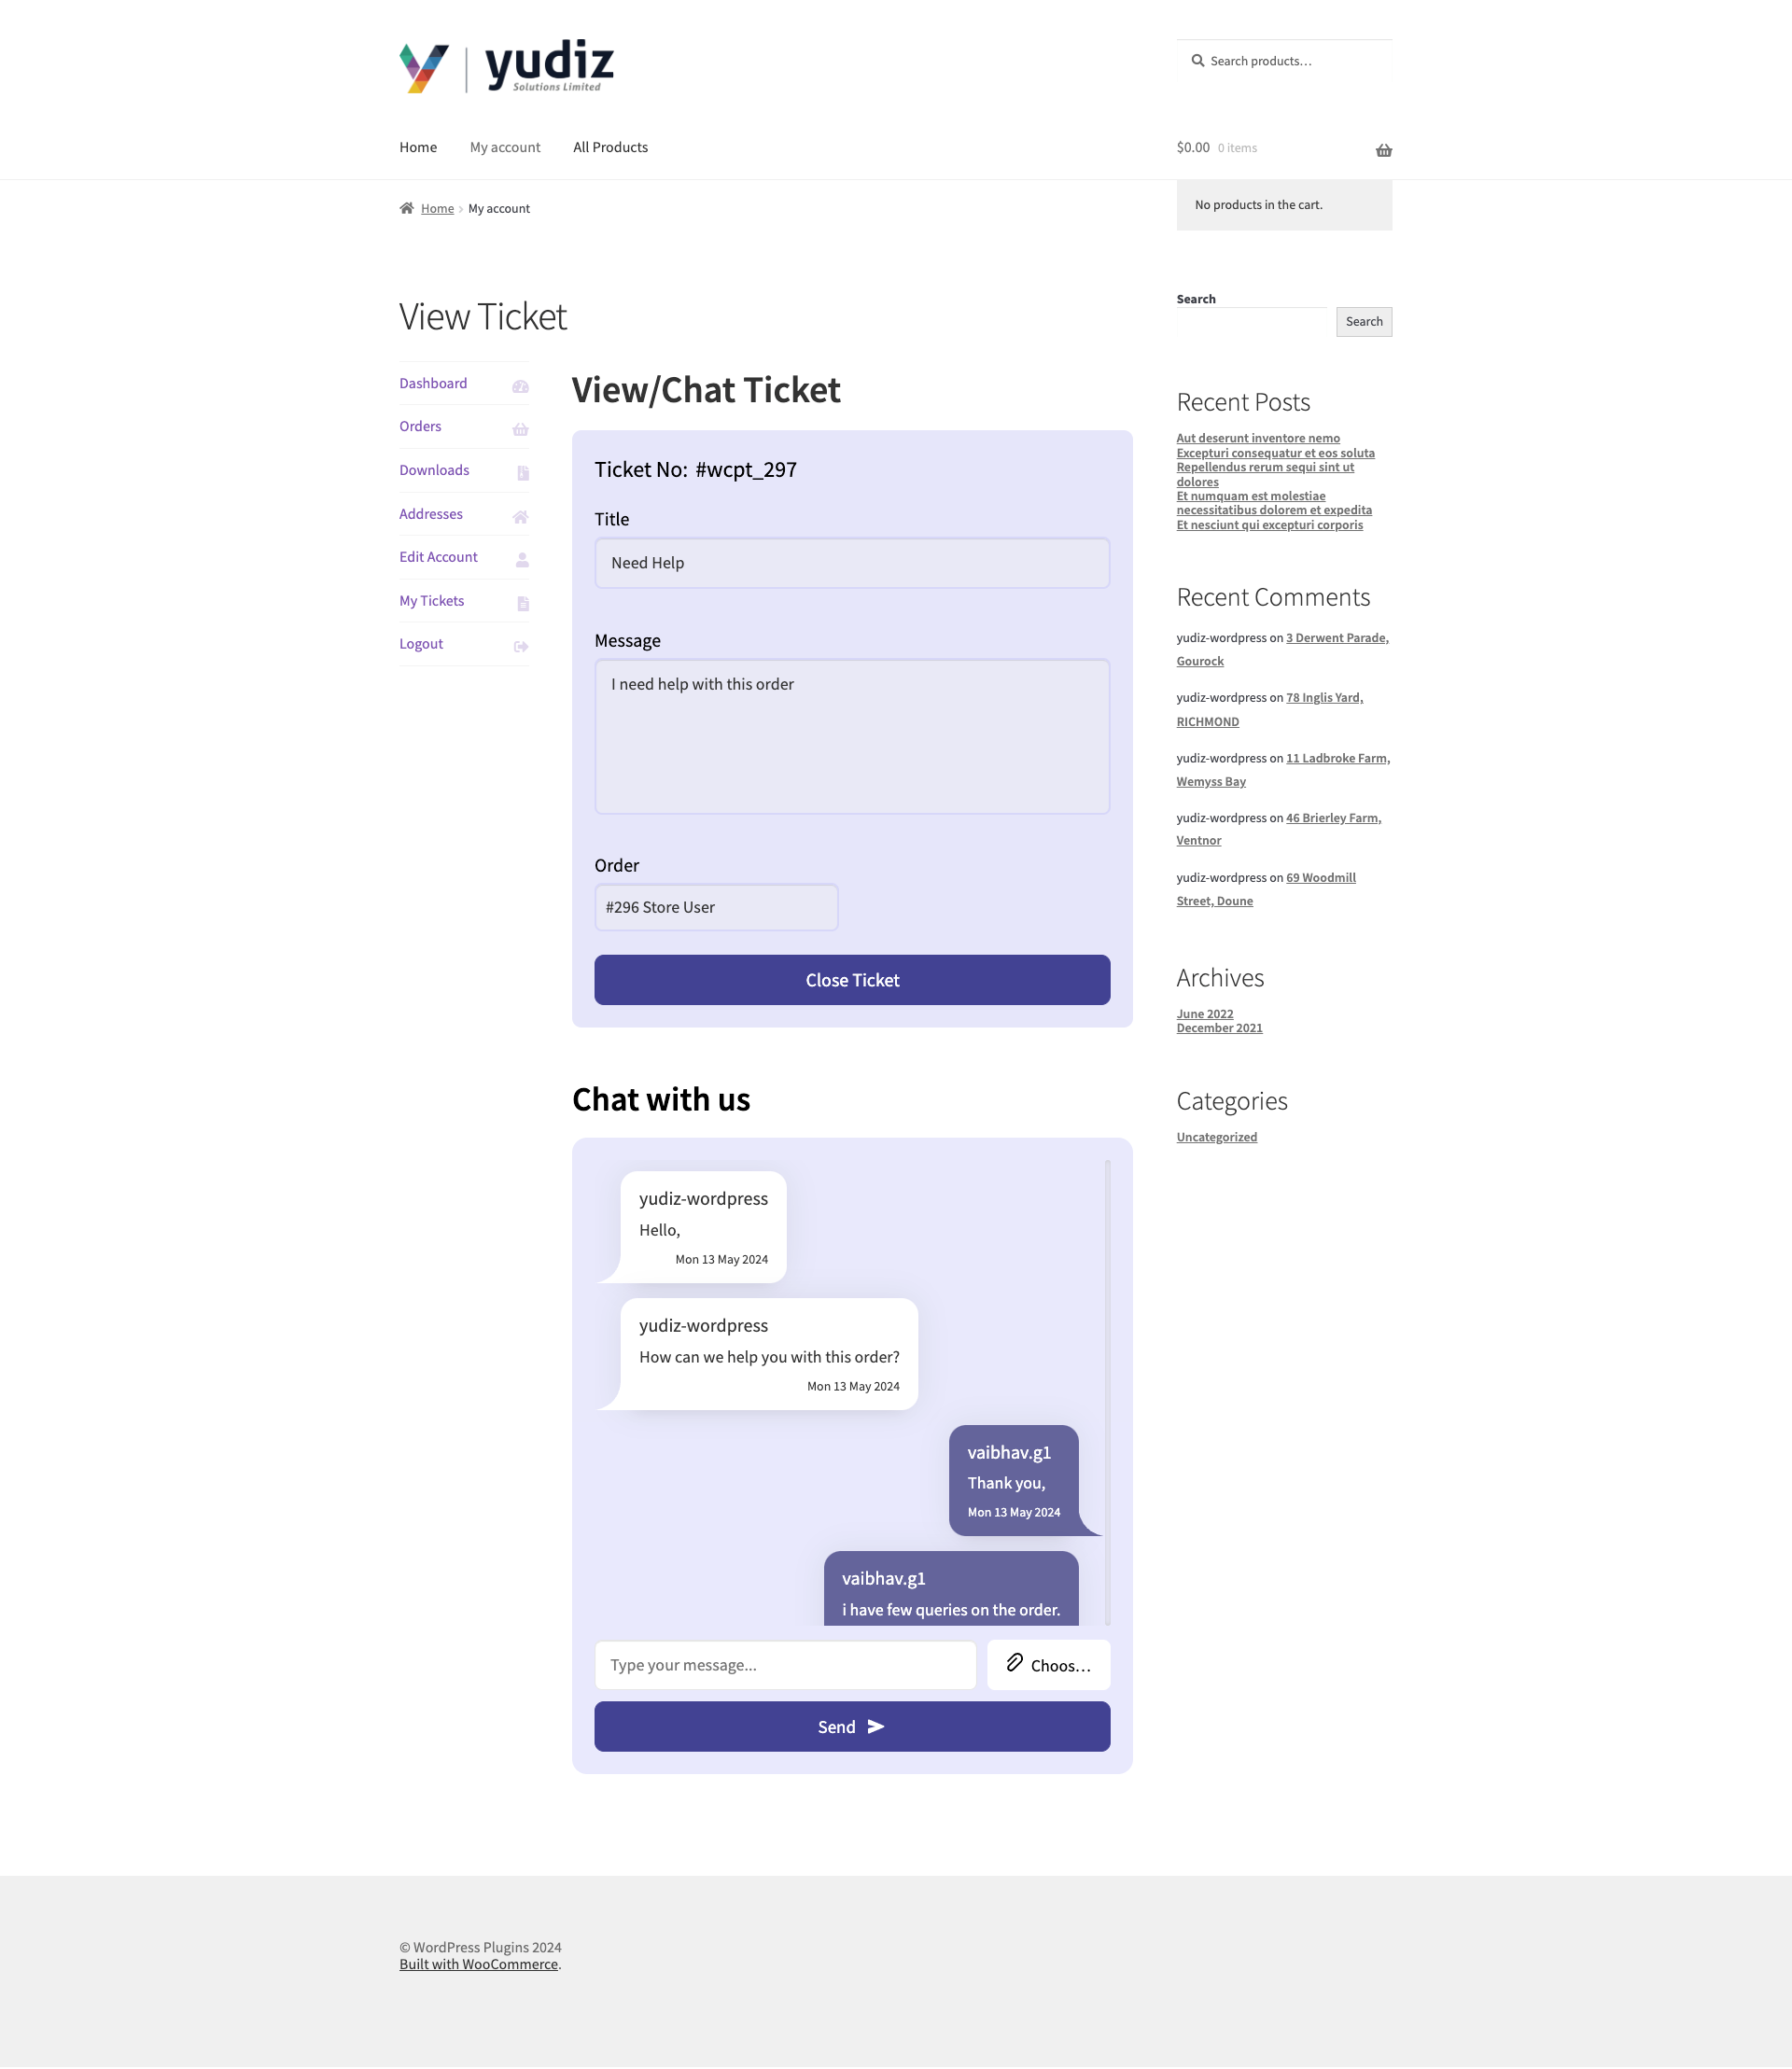 yudiz
Solutions Limited
Search products…
Home
My account
All Products
$0.00 0 items
Home
My account
No products in the cart.
View Ticket
Dashboard
Orders
Downloads
Addresses
Edit Account
My Tickets
Logout
View/Chat Ticket
Ticket No: #wcpt_297
Title
Need Help
Message
I need help with this order
Order
#296 Store User
Close Ticket
Chat with us
yudiz-wordpress
Hello,
Mon 13 May 2024
yudiz-wordpress
How can we help you with this order?
Mon 13 May 2024
vaibhav.g1
Thank you,
Mon 13 May 2024
vaibhav.g1
i have few queries on the order.
Type your message...
Choos…
Send
Search
Search
Recent Posts
Aut deserunt inventore nemo
Excepturi consequatur et eos soluta
Repellendus rerum sequi sint ut
dolores
Et numquam est molestiae
necessitatibus dolorem et expedita
Et nesciunt qui excepturi corporis
Recent Comments
yudiz-wordpress on 3 Derwent Parade,
Gourock
yudiz-wordpress on 78 Inglis Yard,
RICHMOND
yudiz-wordpress on 11 Ladbroke Farm,
Wemyss Bay
yudiz-wordpress on 46 Brierley Farm,
Ventnor
yudiz-wordpress on 69 Woodmill
Street, Doune
Archives
June 2022
December 2021
Categories
Uncategorized
© WordPress Plugins 2024
Built with WooCommerce.